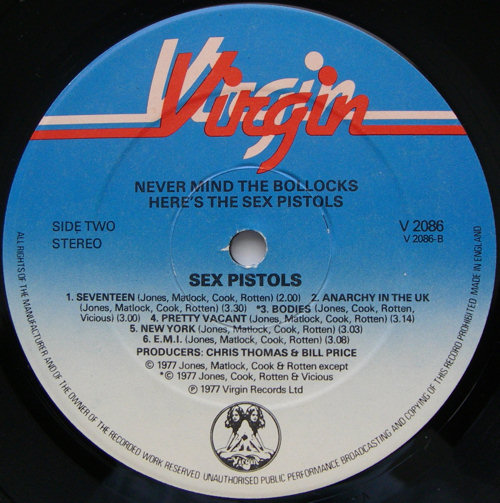 Virgin
NEVER MIND THE BOLLOCKS
HERE'S THE SEX PISTOLS
SIDE TWO
STEREO
V 2086
V 2086-B
SEX PISTOLS
1. SEVENTEEN (Jones, Matlock, Cook, Rotten) (2.00) 2. ANARCHY IN THE UK
(Jones, Matlock, Cook, Rotten) (3.30) *3. BODIES (Jones, Cook, Rotten,
Vicious) (3.00) 4. PRETTY VACANT (Jones, Matlock, Cook, Rotten) (3.14)
5. NEW YORK (Jones, Matlock, Cook, Rotten) (3.03)
6. E.M.I. (Jones, Matlock, Cook, Rotten) (3.08)
PRODUCERS: CHRIS THOMAS & BILL PRICE
© 1977 Jones, Matlock, Cook & Rotten except
*© 1977 Jones, Cook, Rotten & Vicious
℗ 1977 Virgin Records Ltd
Virgin
ALL RIGHTS OF THE MANUFACTURER AND OF THE OWNER OF THE RECORDED WORK RESERVED UNAUTHORISED PUBLIC PERFORMANCE BROADCASTING AND COPYING OF THIS RECORD PROHIBITED MADE IN ENGLAND